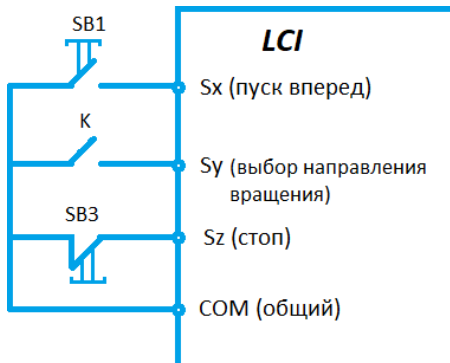 SB1
LCI
Sx (пуск вперед)
K
Sy (выбор направления
вращения)
SB3
Sz (стоп)
COM (общий)